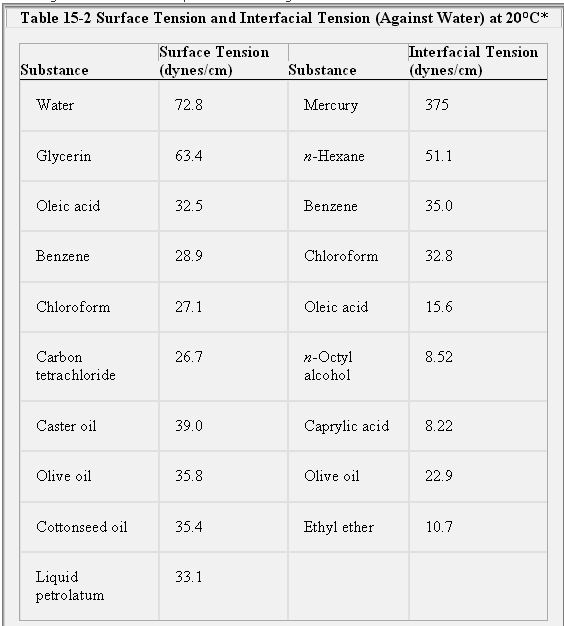 Table 15-2 Surface Tension and Interfacial Tension (Against Water) at 20ºC*
Substance Surface Tension (dynes/cm) Substance Interfacial Tension (dynes/cm)
Water 72.8 Mercury 375
Glycerin 63.4 n-Hexane 51.1
Oleic acid 32.5 Benzene 35.0
Benzene 28.9 Chloroform 32.8
Chloroform 27.1 Oleic acid 15.6
Carbon tetrachloride 26.7 n-Octyl alcohol 8.52
Caster oil 39.0 Caprylic acid 8.22
Olive oil 35.8 Olive oil 22.9
Cottonseed oil 35.4 Ethyl ether 10.7
Liquid petrolatum 33.1